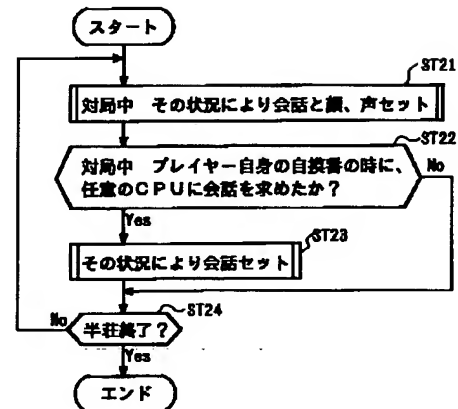 スタート
ST21
対局中 その状況により会話と顔、声セット
ST22
対局中 プレイヤー自身の自摸番の時に、
任意のCPUに会話を求めたか？
No
Yes
ST23
その状況により会話セット
ST24
No
半荘終了？
Yes
エンド